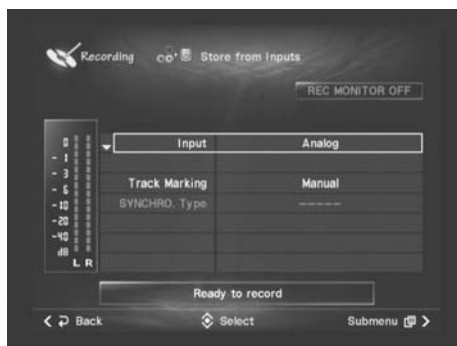 Recording Store from Inputs
REC MONITOR OFF
0
- 1
- 3
- 6
-10
-20
-40
dB
L R
Input Analog
Track Marking Manual
SYNCHRO. Type -----
Ready to record
Back Select Submenu